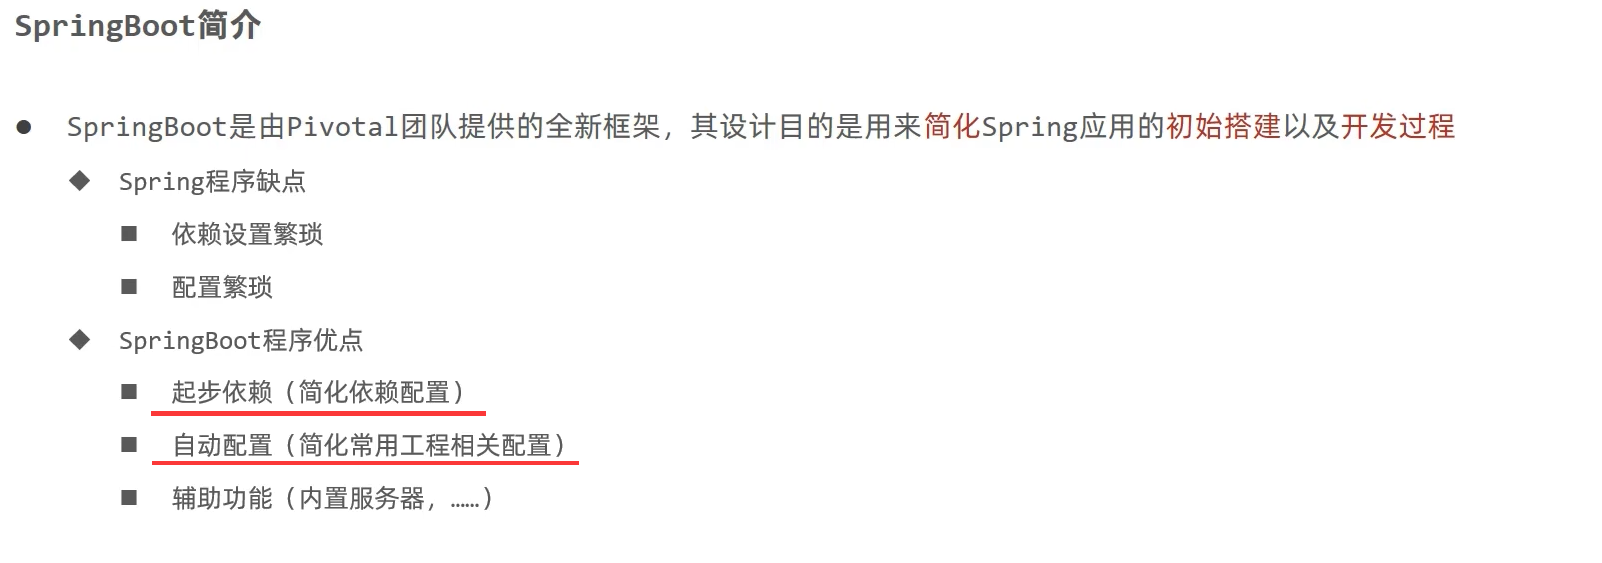 SpringBoot简介
SpringBoot是由Pivotal团队提供的全新框架，其设计目的是用来简化Spring应用的初始搭建以及开发过程
Spring程序缺点
依赖设置繁琐
配置繁琐
SpringBoot程序优点
起步依赖（简化依赖配置）
自动配置（简化常用工程相关配置）
辅助功能（内置服务器，……）